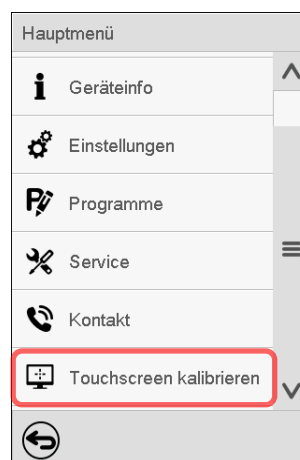 Hauptmenü
Geräteinfo
Einstellungen
Programme
Service
Kontakt
Touchscreen kalibrieren